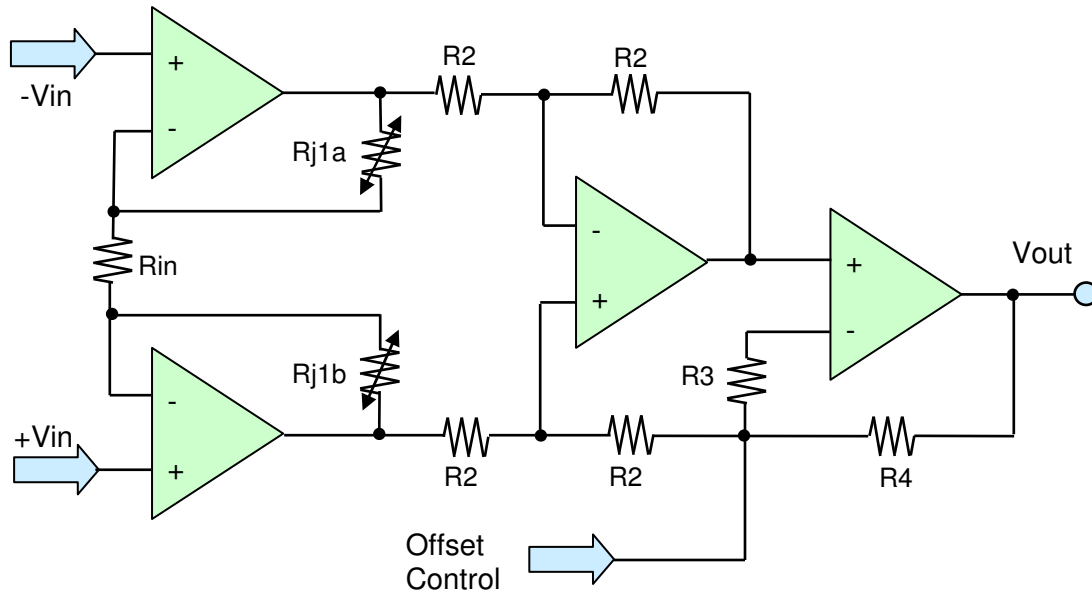 -Vin
+
-
Rj1a
R2
R2
Rin
-
+
+
-
Vout
R3
Rj1b
+Vin
-
+
R2
R2
R4
Offset
Control